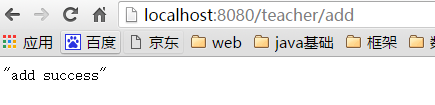 localhost:8080/teacher/add
应用 百度 京东 web java基础 框架
"add success"